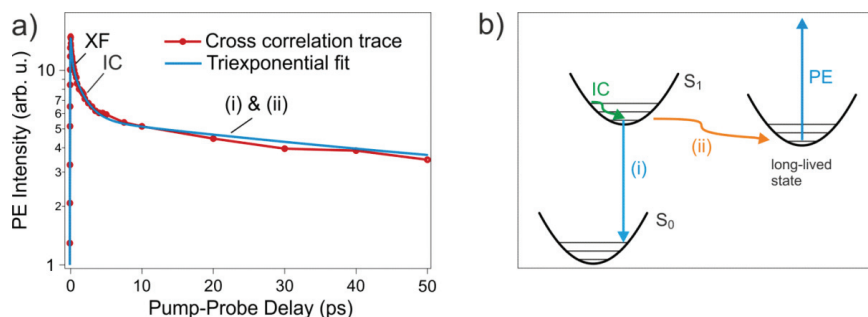 a)
PE Intensity (arb. u.)
10
7
6
5
4
3
2
1
XF
IC
Cross correlation trace
Triexponential fit
(i) & (ii)
0
10
20
30
40
50
Pump-Probe Delay (ps)
b)
IC
S₁
PE
(i)
(ii)
long-lived
state
S₀